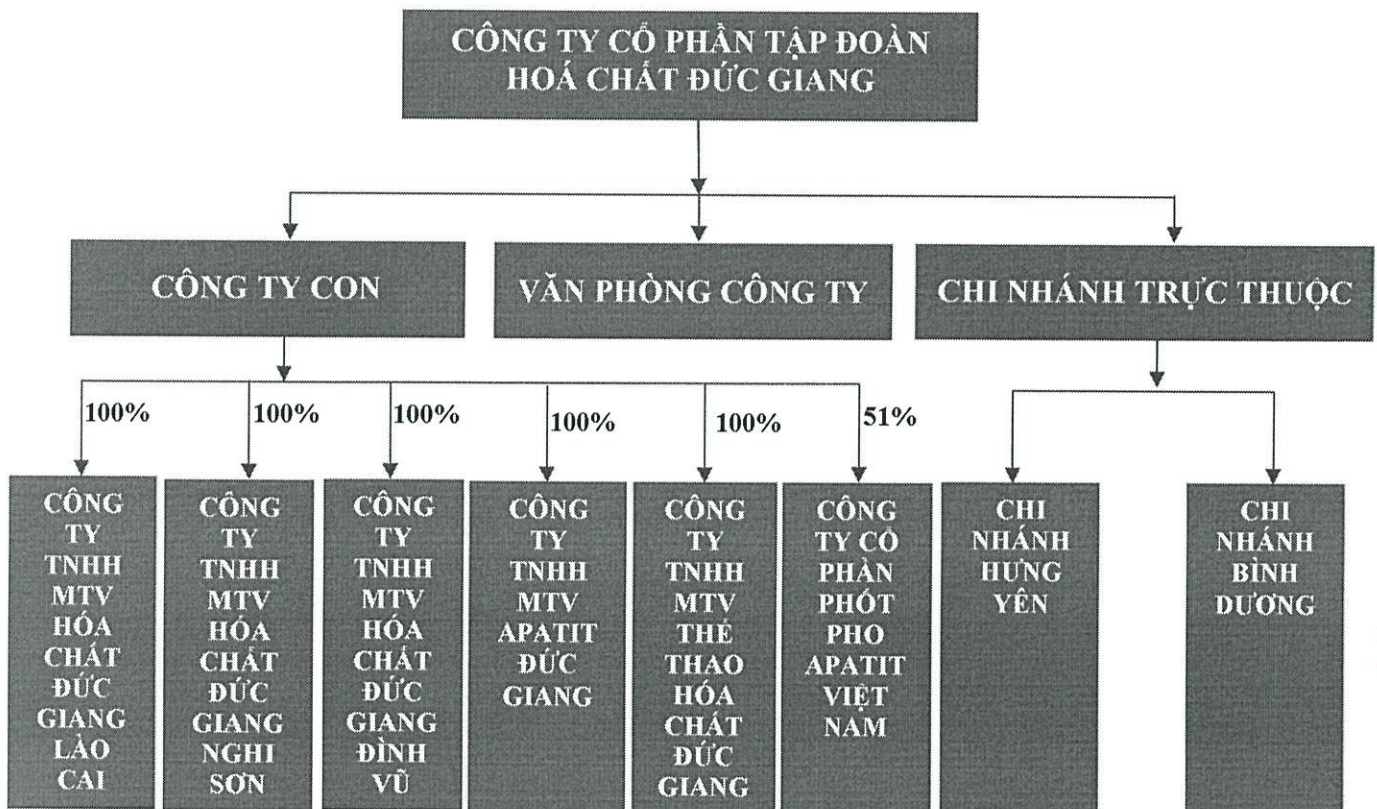 CÔNG TY CỔ PHẦN TẬP ĐOÀN
HOÁ CHẤT ĐỨC GIANG
CÔNG TY CON
VĂN PHÒNG CÔNG TY
CHI NHÁNH TRỰC THUỘC
100%
100%
100%
100%
100%
51%
CÔNG
TY
TNHH
MTV
HÓA
CHẤT
ĐỨC
GIANG
LÀO
CAI
CÔNG
TY
TNHH
MTV
HÓA
CHẤT
ĐỨC
GIANG
NGHI
SƠN
CÔNG
TY
TNHH
MTV
HÓA
CHẤT
ĐỨC
GIANG
ĐÌNH
VŨ
CÔNG
TY
TNHH
MTV
APATIT
ĐỨC
GIANG
CÔNG
TY
TNHH
MTV
THỂ
THAO
HÓA
CHẤT
ĐỨC
GIANG
CÔNG
TY CỔ
PHẦN
PHỐT
PHO
APATIT
VIỆT
NAM
CHI
NHÁNH
HƯNG
YÊN
CHI
NHÁNH
BÌNH
DƯƠNG